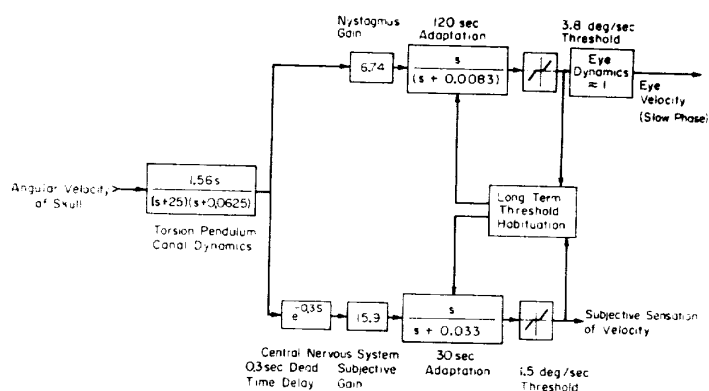 Nystagmus
Gain
120 sec
Adaptation
3.8 deg/sec
Threshold
6.74
s
(s + 0.0083)
Eye
Dynamics
≈ 1
Eye
Velocity
(Slow Phase)
Angular Velocity
of Skull
1.56s
(s+25)(s+0.0625)
Torsion Pendulum
Canal Dynamics
Long Term
Threshold
Habituation
e^-0.3s
15.9
s
s + 0.033
Subjective Sensation
of Velocity
Central Nervous System
0.3sec Dead
Time Delay
Subjective
Gain
30 sec
Adaptation
1.5 deg/sec
Threshold